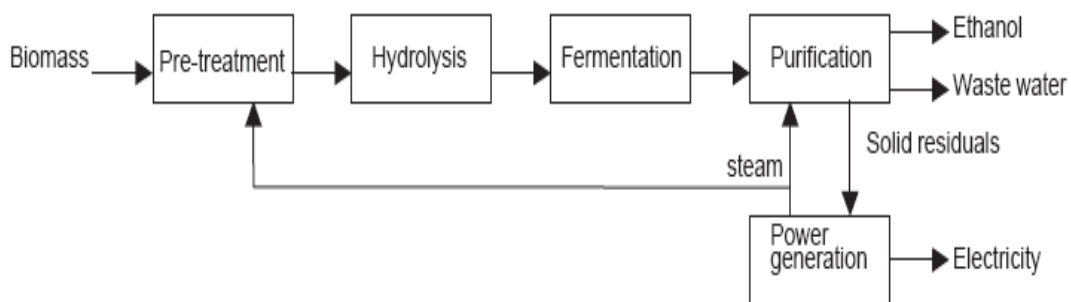 Biomass
Pre-treatment
Hydrolysis
Fermentation
Purification
Ethanol
Waste water
Solid residuals
steam
Power
generation
Electricity